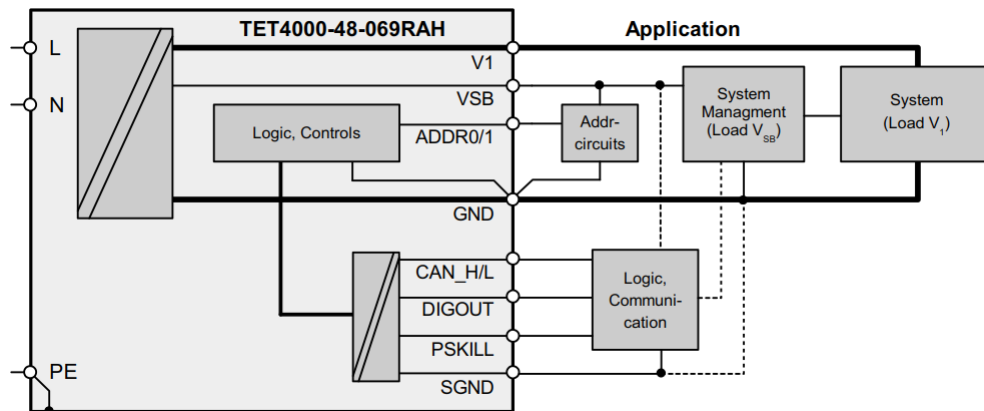 TET4000-48-069RAH
Application
L
N
PE
V1
VSB
ADDR0/1
GND
CAN_H/L
DIGOUT
PSKILL
SGND
Logic, Controls
Addr-
circuits
System
Managment
(Load VSB)
System
(Load V1)
Logic,
Communi-
cation